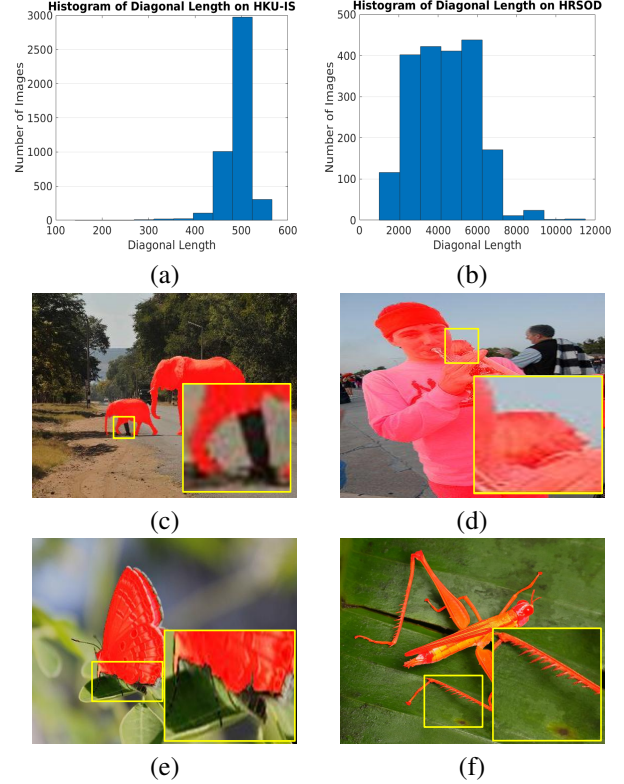 Histogram of Diagonal Length on HKU-IS
Number of Images
3000
2500
2000
1500
1000
500
0
100
200
300
400
500
600
Diagonal Length
(a)
Histogram of Diagonal Length on HRSOD
Number of Images
500
400
300
200
100
0
0
2000
4000
6000
8000
10000
12000
Diagonal Length
(b)
(c)
(d)
(e)
(f)